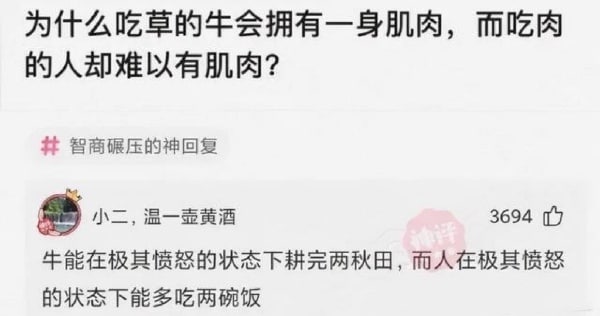 为什么吃草的牛会拥有一身肌肉，而吃肉
的人却难以有肌肉？
# 智商碾压的神回复
小二，温一壶黄酒
神评
3694
牛能在极其愤怒的状态下耕完两秋田，而人在极其愤怒
的状态下能多吃两碗饭